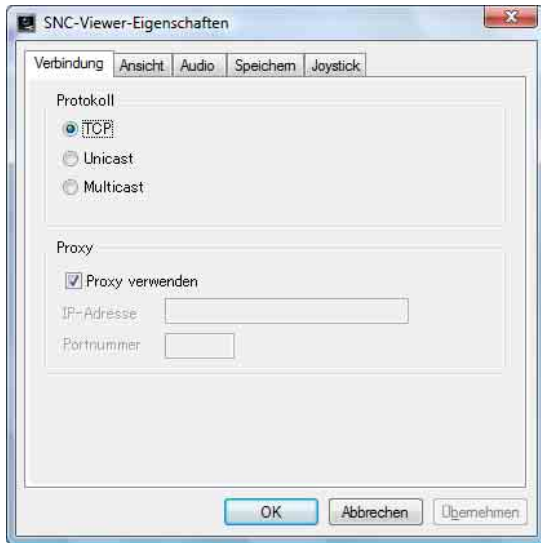 SNC-Viewer-Eigenschaften
Verbindung Ansicht Audio Speichern Joystick
Protokoll
TCP
Unicast
Multicast
Proxy
Proxy verwenden
IP-Adresse
Portnummer
OK Abbrechen Übernehmen